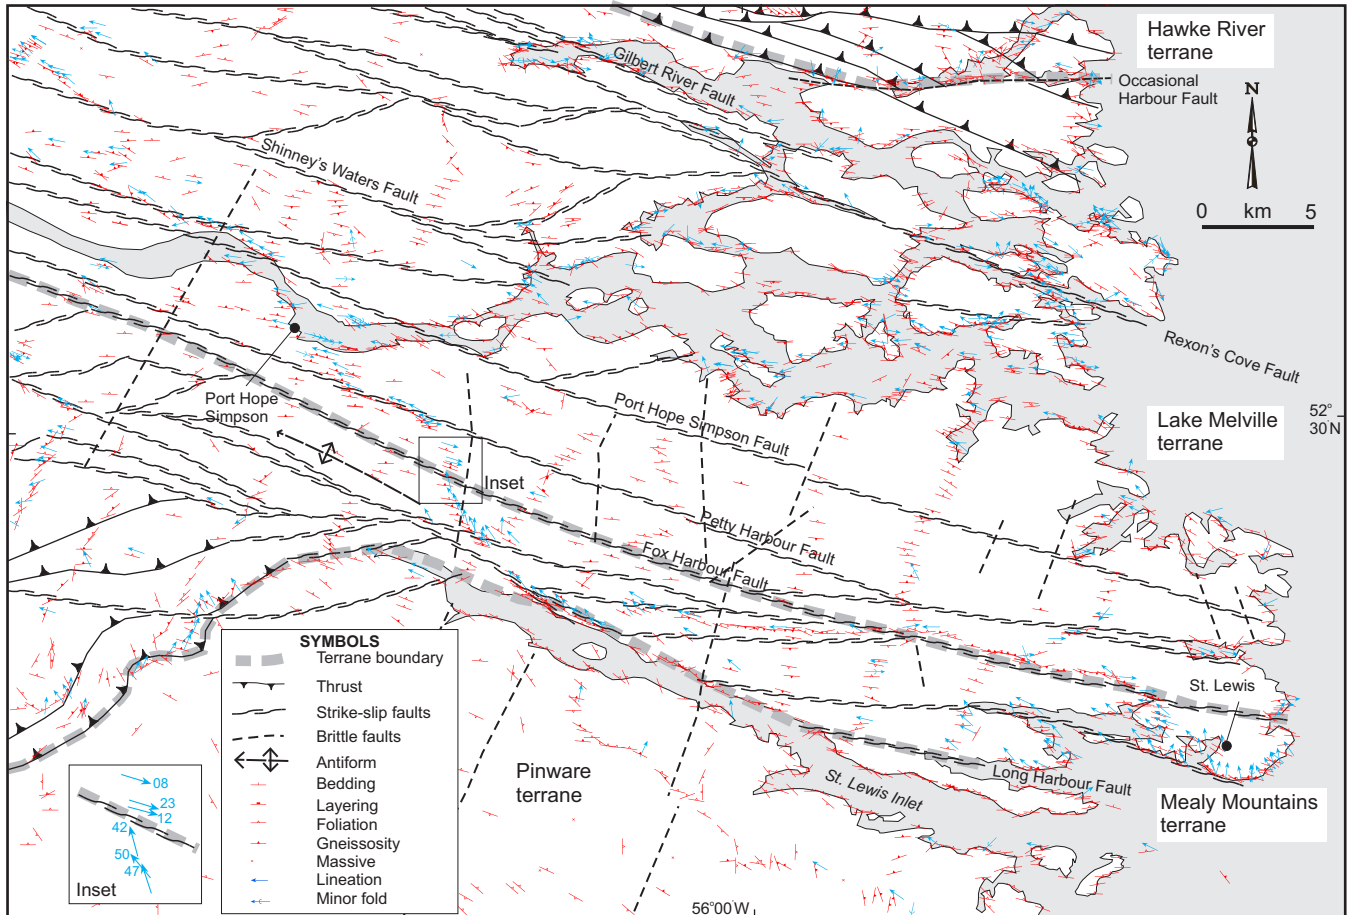 Hawke River
terrane
Occasional
Harbour Fault
N
0 km 5
Gilbert River Fault
Shinney's Waters Fault
Rexon's Cove Fault
Port Hope
Simpson
Port Hope Simpson Fault
Lake Melville
terrane
52°
30'N
Inset
Petty Harbour Fault
Fox Harbour Fault
St. Lewis
Long Harbour Fault
St. Lewis Inlet
Mealy Mountains
terrane
Pinware
terrane
SYMBOLS
Terrane boundary
Thrust
Strike-slip faults
Brittle faults
Antiform
Bedding
Layering
Foliation
Gneissosity
Massive
Lineation
Minor fold
08
23
12
42
50
47
Inset
56°00'W